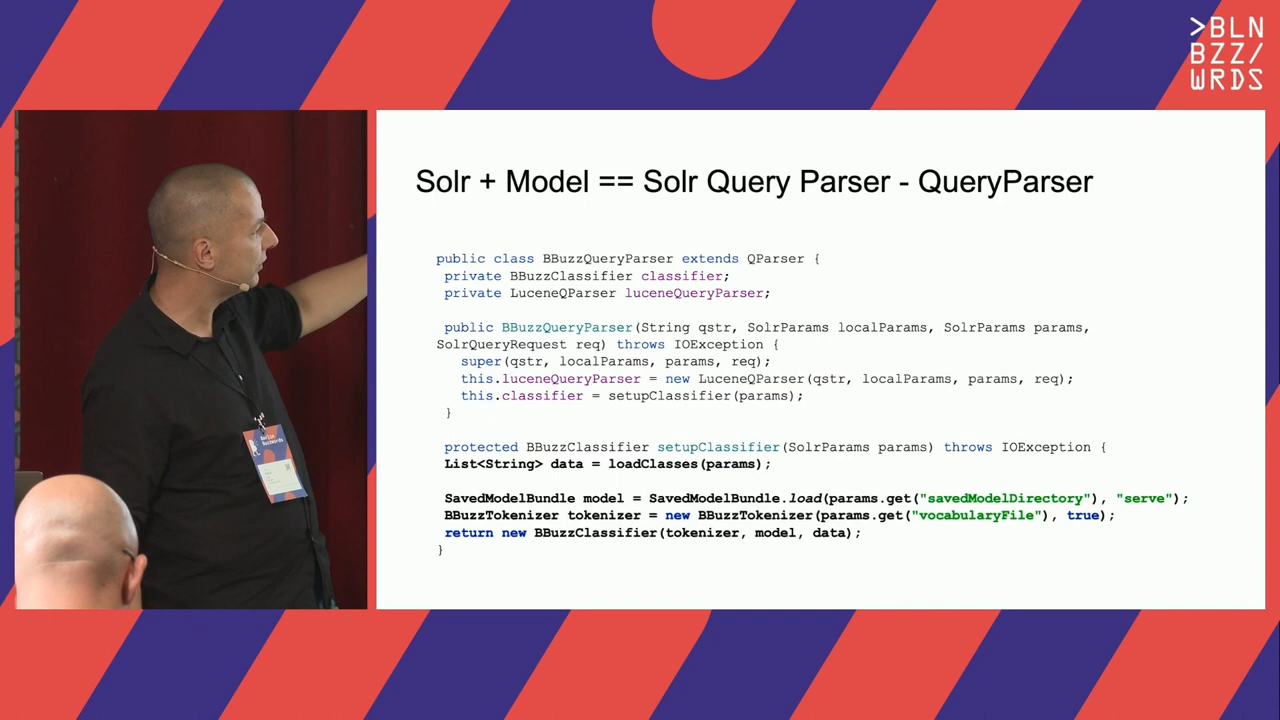 >BLN
BZZ/
WRDS
Solr + Model == Solr Query Parser - QueryParser
public class BBuzzQueryParser extends QParser {
private BBuzzClassifier classifier;
private LuceneQParser luceneQueryParser;
public BBuzzQueryParser(String qstr, SolrParams localParams, SolrParams params,
SolrQueryRequest req) throws IOException {
super(qstr, localParams, params, req);
this.luceneQueryParser = new LuceneQParser(qstr, localParams, params, req);
this.classifier = setupClassifier(params);
}
protected BBuzzClassifier setupClassifier(SolrParams params) throws IOException {
List<String> data = loadClasses(params);
SavedModelBundle model = SavedModelBundle.load(params.get("savedModelDirectory"), "serve");
BBuzzTokenizer tokenizer = new BBuzzTokenizer(params.get("vocabularyFile"), true);
return new BBuzzClassifier(tokenizer, model, data);
}
Berlin
Buzzwords